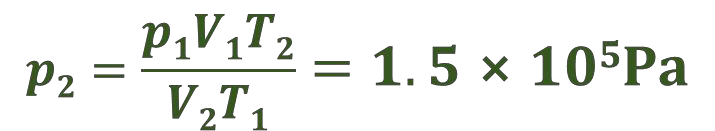 p₂ = p₁V₁T₂ / V₂T₁ = 1.5 × 10⁵Pa